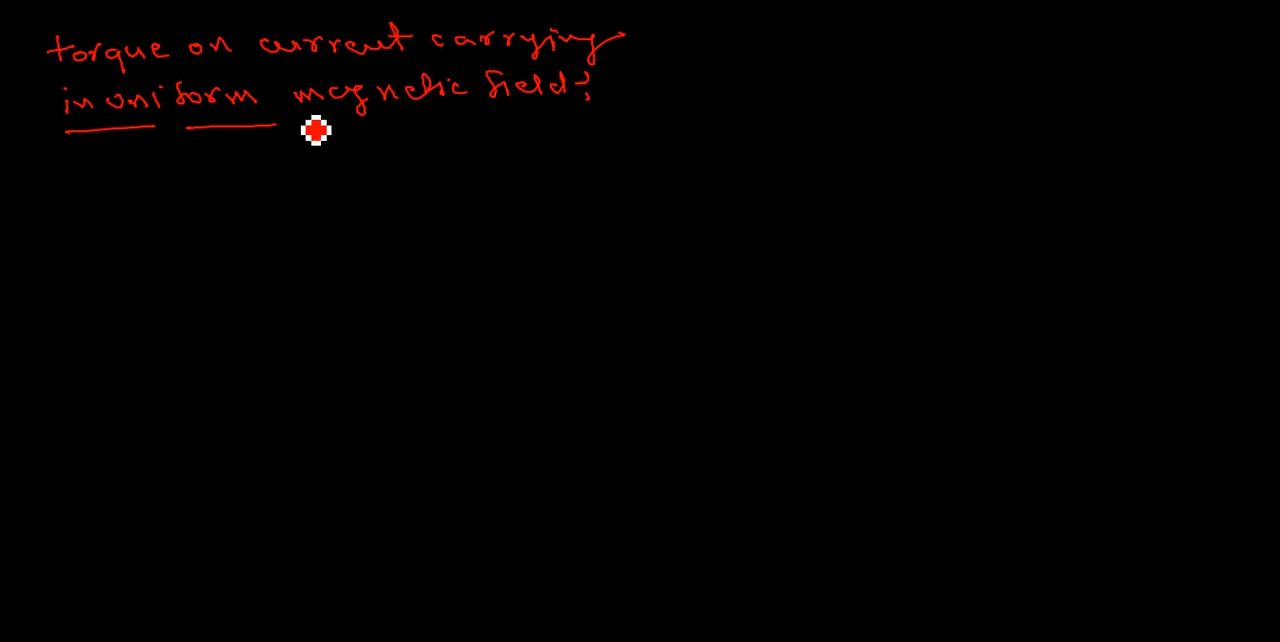 torque on current carrying
in uniform magnetic field :